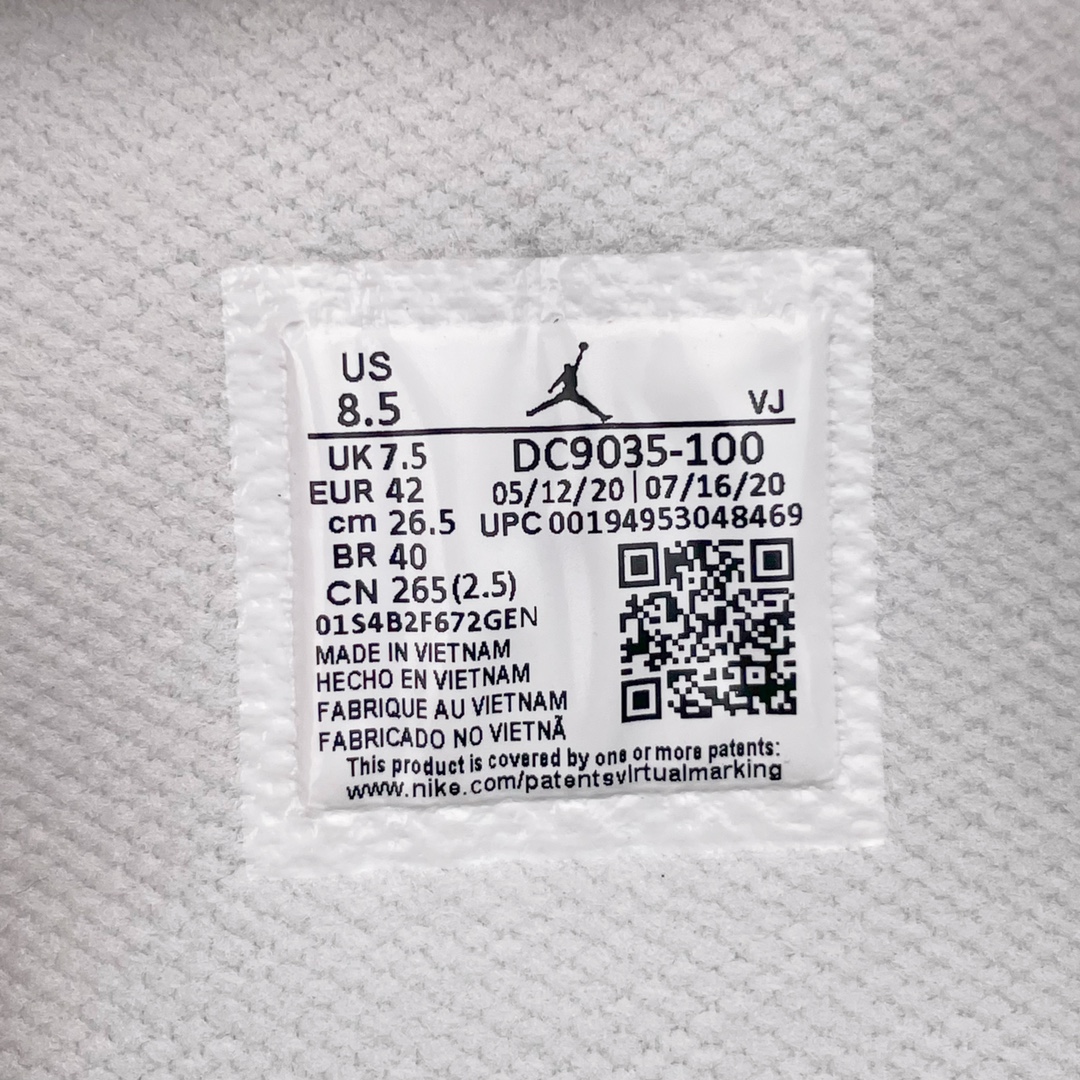 US
8.5
VJ
UK 7.5
DC9035-100
EUR 42
05/12/20 | 07/16/20
cm 26.5
UPC 00194953048469
BR 40
CN 265(2.5)
01S4B2F672GEN
MADE IN VIETNAM
HECHO EN VIETNAM
FABRIQUE AU VIETNAM
FABRICADO NO VIETNÃ
This product is covered by one or more patents:
www.nike.com/patentsvirtualmarking